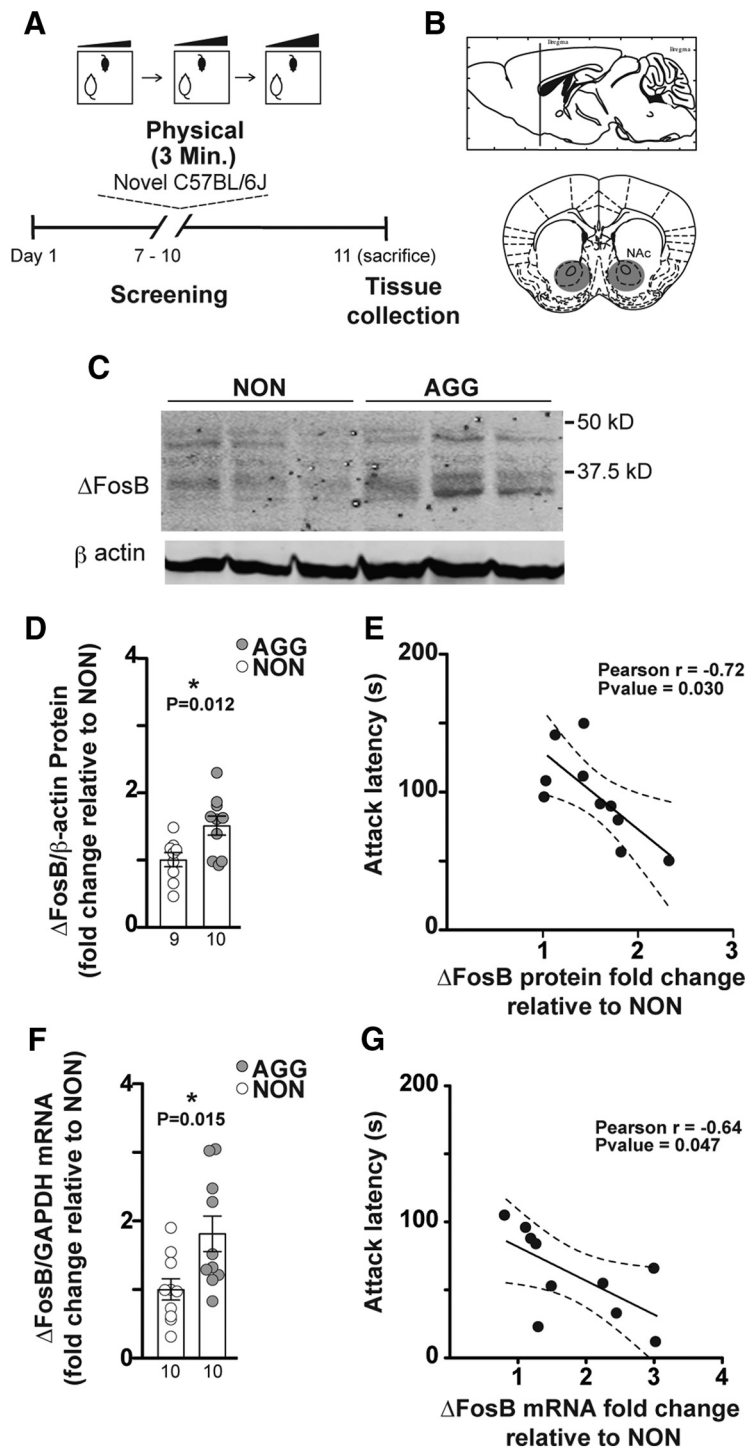 A
Physical
(3 Min.)
Novel C57BL/6J
Day 1
7 - 10
11 (sacrifice)
Screening
Tissue
collection
B
Bregma
Bregma
NAc
C
NON
AGG
50 kD
37.5 kD
ΔFosB
β actin
D
AGG
NON
ΔFosB/β-actin Protein
(fold change relative to NON)
4
2
0
*
P=0.012
9
10
E
Attack latency (s)
200
100
0
Pearson r = -0.72
Pvalue = 0.030
1
2
3
ΔFosB protein fold change
relative to NON
F
AGG
NON
ΔFosB/GAPDH mRNA
(fold change relative to NON)
4
2
0
*
P=0.015
10
10
G
Attack latency (s)
200
100
0
Pearson r = -0.64
Pvalue = 0.047
1
2
3
4
ΔFosB mRNA fold change
relative to NON